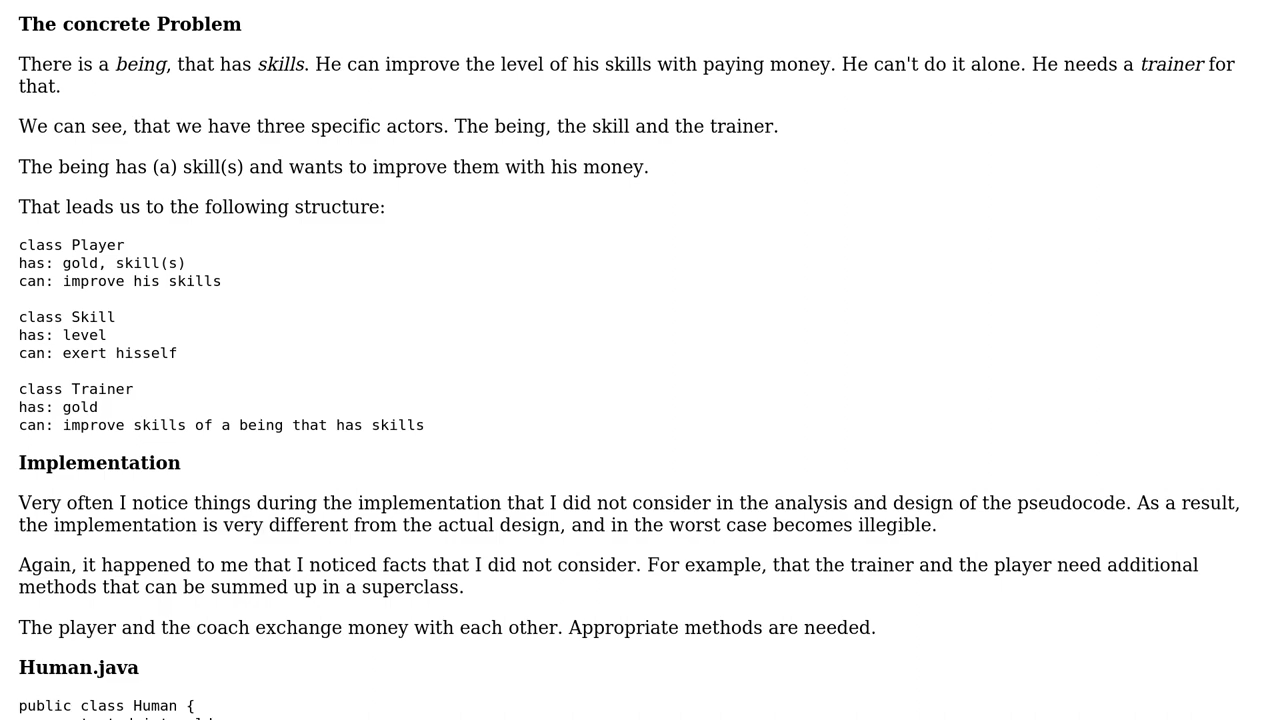 The concrete Problem
There is a being, that has skills. He can improve the level of his skills with paying money. He can't do it alone. He needs a trainer for
that.
We can see, that we have three specific actors. The being, the skill and the trainer.
The being has (a) skill(s) and wants to improve them with his money.
That leads us to the following structure:
class Player
has: gold, skill(s)
can: improve his skills
class Skill
has: level
can: exert hisself
class Trainer
has: gold
can: improve skills of a being that has skills
Implementation
Very often I notice things during the implementation that I did not consider in the analysis and design of the pseudocode. As a result,
the implementation is very different from the actual design, and in the worst case becomes illegible.
Again, it happened to me that I noticed facts that I did not consider. For example, that the trainer and the player need additional
methods that can be summed up in a superclass.
The player and the coach exchange money with each other. Appropriate methods are needed.
Human.java
public class Human {